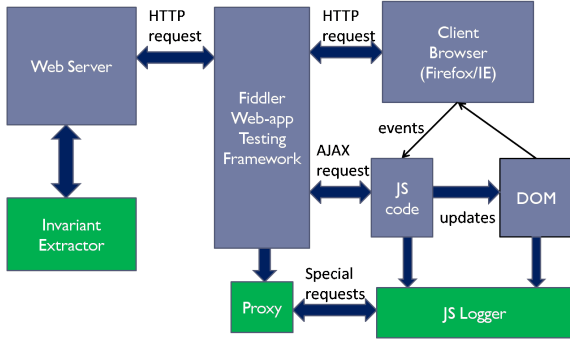 HTTP
request
HTTP
request
Client
Browser
(Firefox/IE)
Web Server
Fiddler
Web-app
Testing
Framework
events
AJAX
request
JS
code
updates
DOM
Invariant
Extractor
Special
requests
Proxy
JS Logger